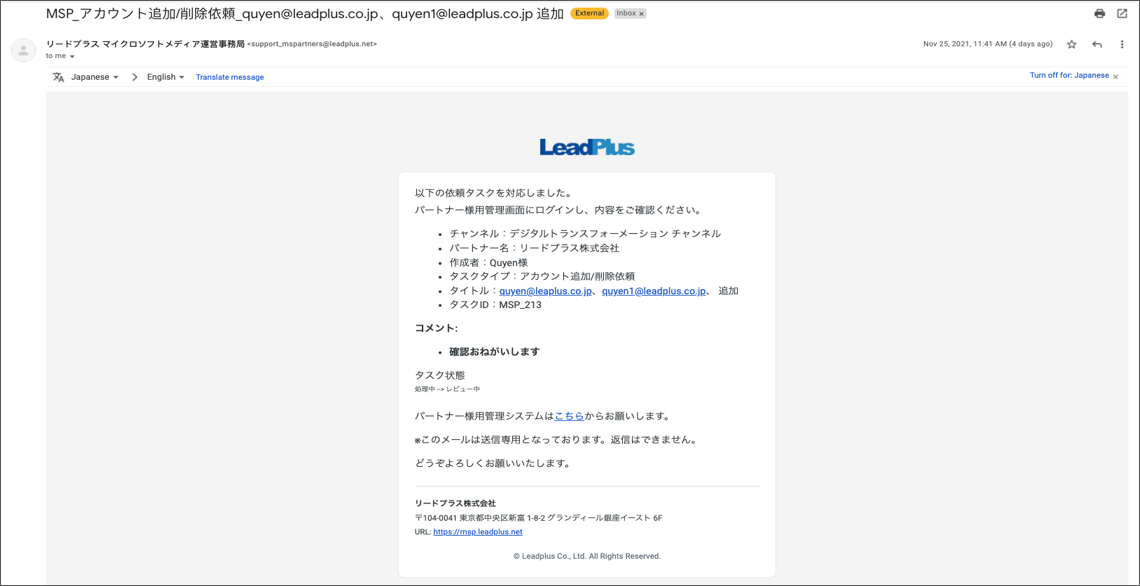 MSP_アカウント追加/削除依頼_quyen@leadplus.co.jp、quyen1@leadplus.co.jp 追加 External Inbox ×
リードプラス マイクロソフトメディア運営事務局 <support_mspartners@leadplus.net>
Nov 25, 2021, 11:41 AM (4 days ago)
to me
Japanese > English Translate message
Turn off for: Japanese ×
LeadPlus
以下の依頼タスクを対応しました。
パートナー様用管理画面にログインし、内容をご確認ください。
• チャンネル：デジタルトランスフォーメーション チャンネル
• パートナー名：リードプラス株式会社
• 作成者：Quyen様
• タスクタイプ：アカウント追加/削除依頼
• タイトル：quyen@leaplus.co.jp、quyen1@leadplus.co.jp、 追加
• タスクID：MSP_213
コメント:
• 確認おねがいします
タスク状態
処理中 -> レビュー中
パートナー様用管理システムはこちらからお願いします。
※このメールは送信専用となっております。返信はできません。
どうぞよろしくお願いいたします。
リードプラス株式会社
〒104-0041 東京都中央区新富 1-8-2 グランディール銀座イースト 6F
URL: https://msp.leadplus.net
© Leadplus Co., Ltd. All Rights Reserved.